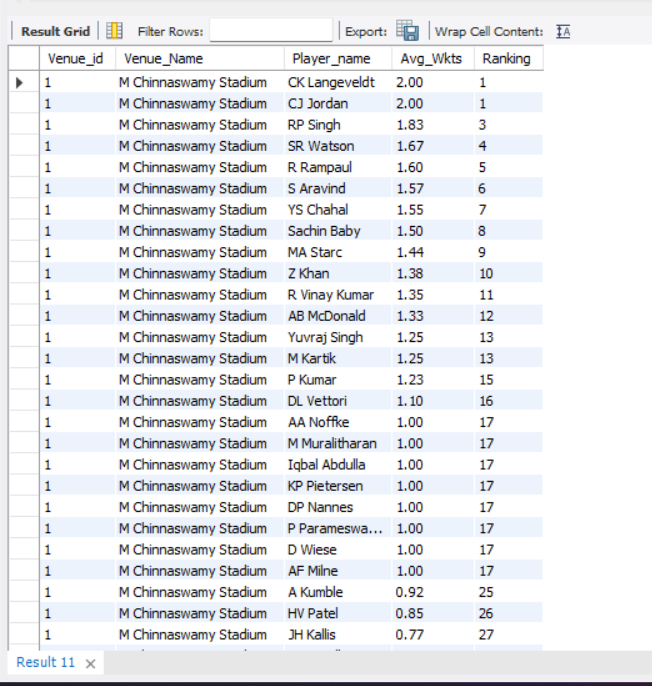 Result Grid Filter Rows: Export: Wrap Cell Content:
Venue_id Venue_Name Player_name Avg_Wkts Ranking
1 M Chinnaswamy Stadium CK Langeveldt 2.00 1
1 M Chinnaswamy Stadium CJ Jordan 2.00 1
1 M Chinnaswamy Stadium RP Singh 1.83 3
1 M Chinnaswamy Stadium SR Watson 1.67 4
1 M Chinnaswamy Stadium R Rampaul 1.60 5
1 M Chinnaswamy Stadium S Aravind 1.57 6
1 M Chinnaswamy Stadium YS Chahal 1.55 7
1 M Chinnaswamy Stadium Sachin Baby 1.50 8
1 M Chinnaswamy Stadium MA Starc 1.44 9
1 M Chinnaswamy Stadium Z Khan 1.38 10
1 M Chinnaswamy Stadium R Vinay Kumar 1.35 11
1 M Chinnaswamy Stadium AB McDonald 1.33 12
1 M Chinnaswamy Stadium Yuvraj Singh 1.25 13
1 M Chinnaswamy Stadium M Kartik 1.25 13
1 M Chinnaswamy Stadium P Kumar 1.23 15
1 M Chinnaswamy Stadium DL Vettori 1.10 16
1 M Chinnaswamy Stadium AA Noffke 1.00 17
1 M Chinnaswamy Stadium M Muralitharan 1.00 17
1 M Chinnaswamy Stadium Iqbal Abdulla 1.00 17
1 M Chinnaswamy Stadium KP Pietersen 1.00 17
1 M Chinnaswamy Stadium DP Nannes 1.00 17
1 M Chinnaswamy Stadium P Parameswa... 1.00 17
1 M Chinnaswamy Stadium D Wiese 1.00 17
1 M Chinnaswamy Stadium AF Milne 1.00 17
1 M Chinnaswamy Stadium A Kumble 0.92 25
1 M Chinnaswamy Stadium HV Patel 0.85 26
1 M Chinnaswamy Stadium JH Kallis 0.77 27
Result 11